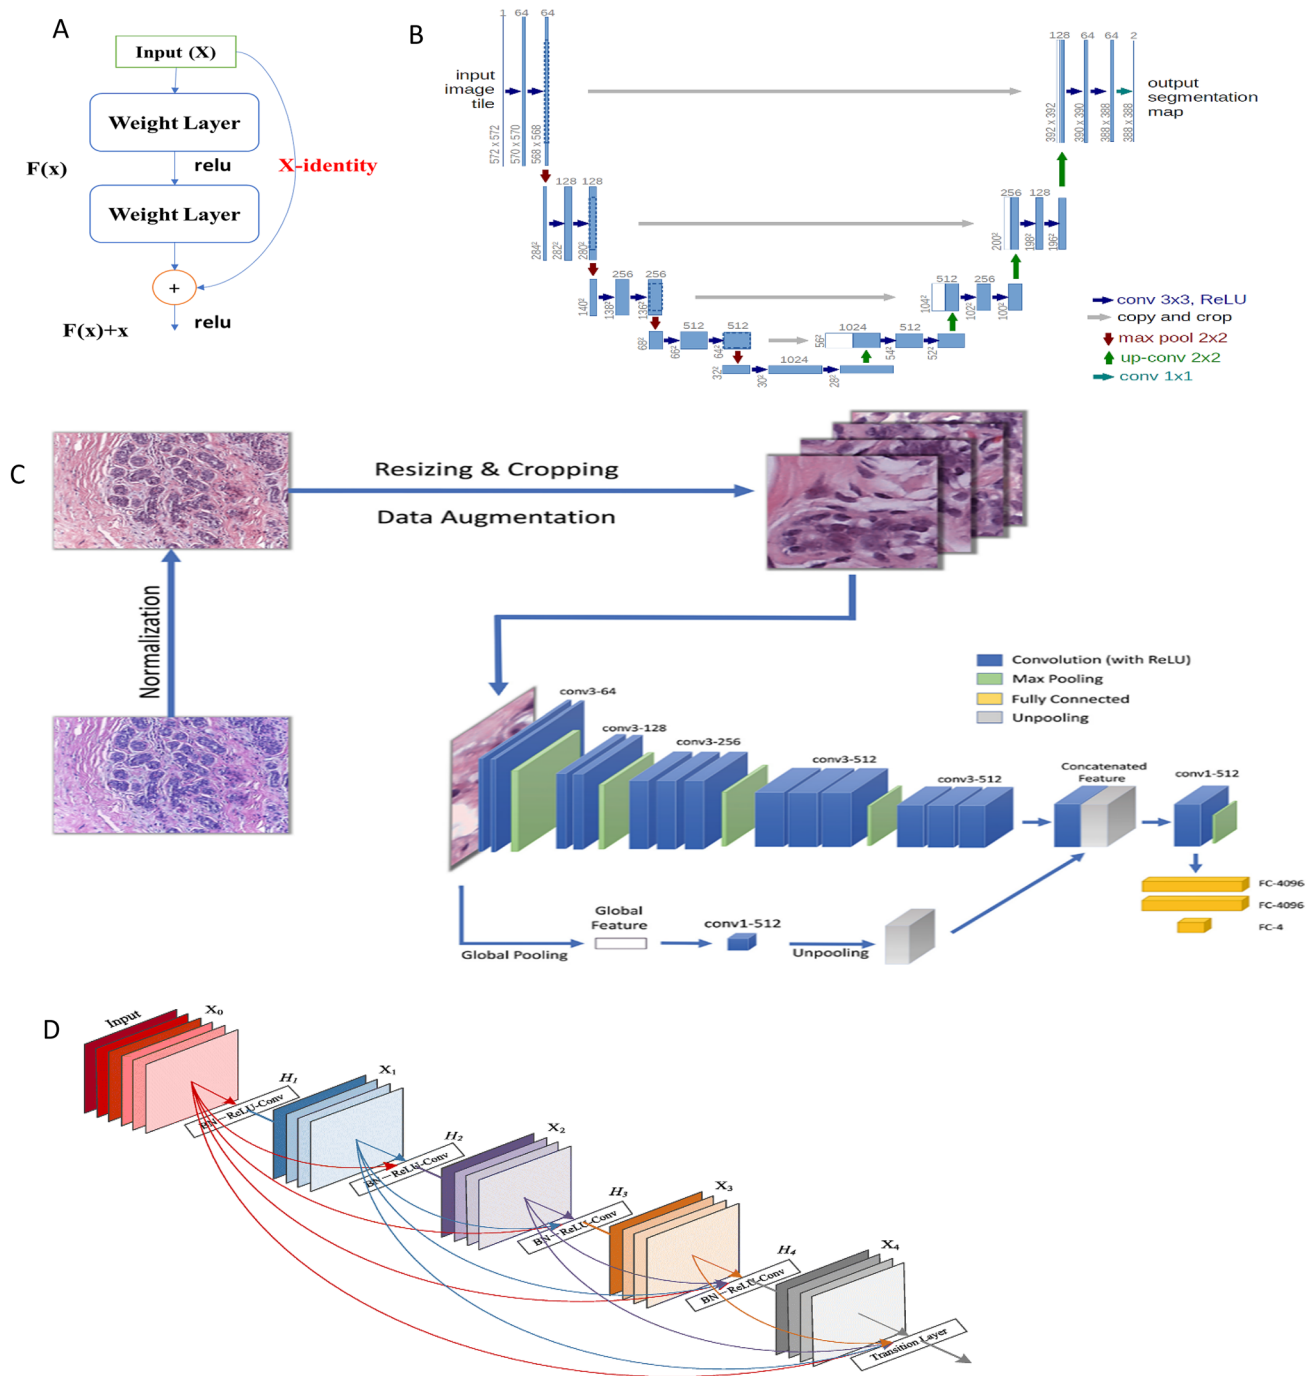 A
Input (X)
Weight Layer
relu
F(x)
X-identity
Weight Layer
+
F(x)+x
relu
B
1 64 64
128 64 64 2
input
image
tile
output
segmentation
map
572 x 572
570 x 570
568 x 568
392 x 392
390 x 390
388 x 388
388 x 388
128 128
256 128
284²
282²
280²
200²
198²
196²
256 256
512 256
140²
138²
136²
104²
102²
100²
512 512
1024 512
68²
66²
64²
56²
54²
52²
1024
32²
30²
28²
conv 3x3, ReLU
copy and crop
max pool 2x2
up-conv 2x2
conv 1x1
C
Resizing & Cropping
Data Augmentation
Normalization
Convolution (with ReLU)
Max Pooling
Fully Connected
Unpooling
conv3-64
conv3-128
conv3-256
conv3-512
conv3-512
Concatenated
Feature
conv1-512
FC-4096
FC-4096
FC-4
Global
Feature
conv1-512
Global Pooling
Unpooling
D
Input
X₀
H₁
BN—ReLU-Conv
X₁
H₂
BN—ReLU-Conv
X₂
H₃
BN—ReLU-Conv
X₃
H₄
BN—ReLU-Conv
X₄
Transition Layer